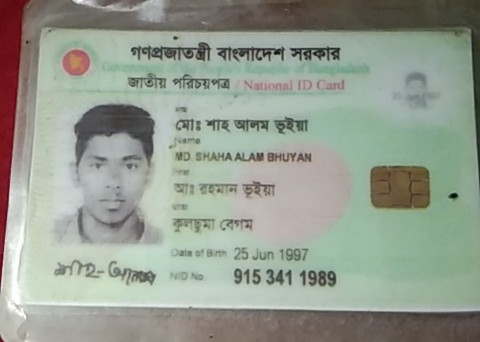 গণপ্রজাতন্ত্রী বাংলাদেশ সরকার
Government of the People's Republic of Bangladesh
জাতীয় পরিচয়পত্র / National ID Card
নাম
মোঃ শাহ আলম ভূইয়া
Name
MD. SHAHA ALAM BHUYAN
পিতা
আঃ রহমান ভূইয়া
মাতা
কুলছুমা বেগম
Date of Birth 25 Jun 1997
শাহ-আলম
NID No. 915 341 1989